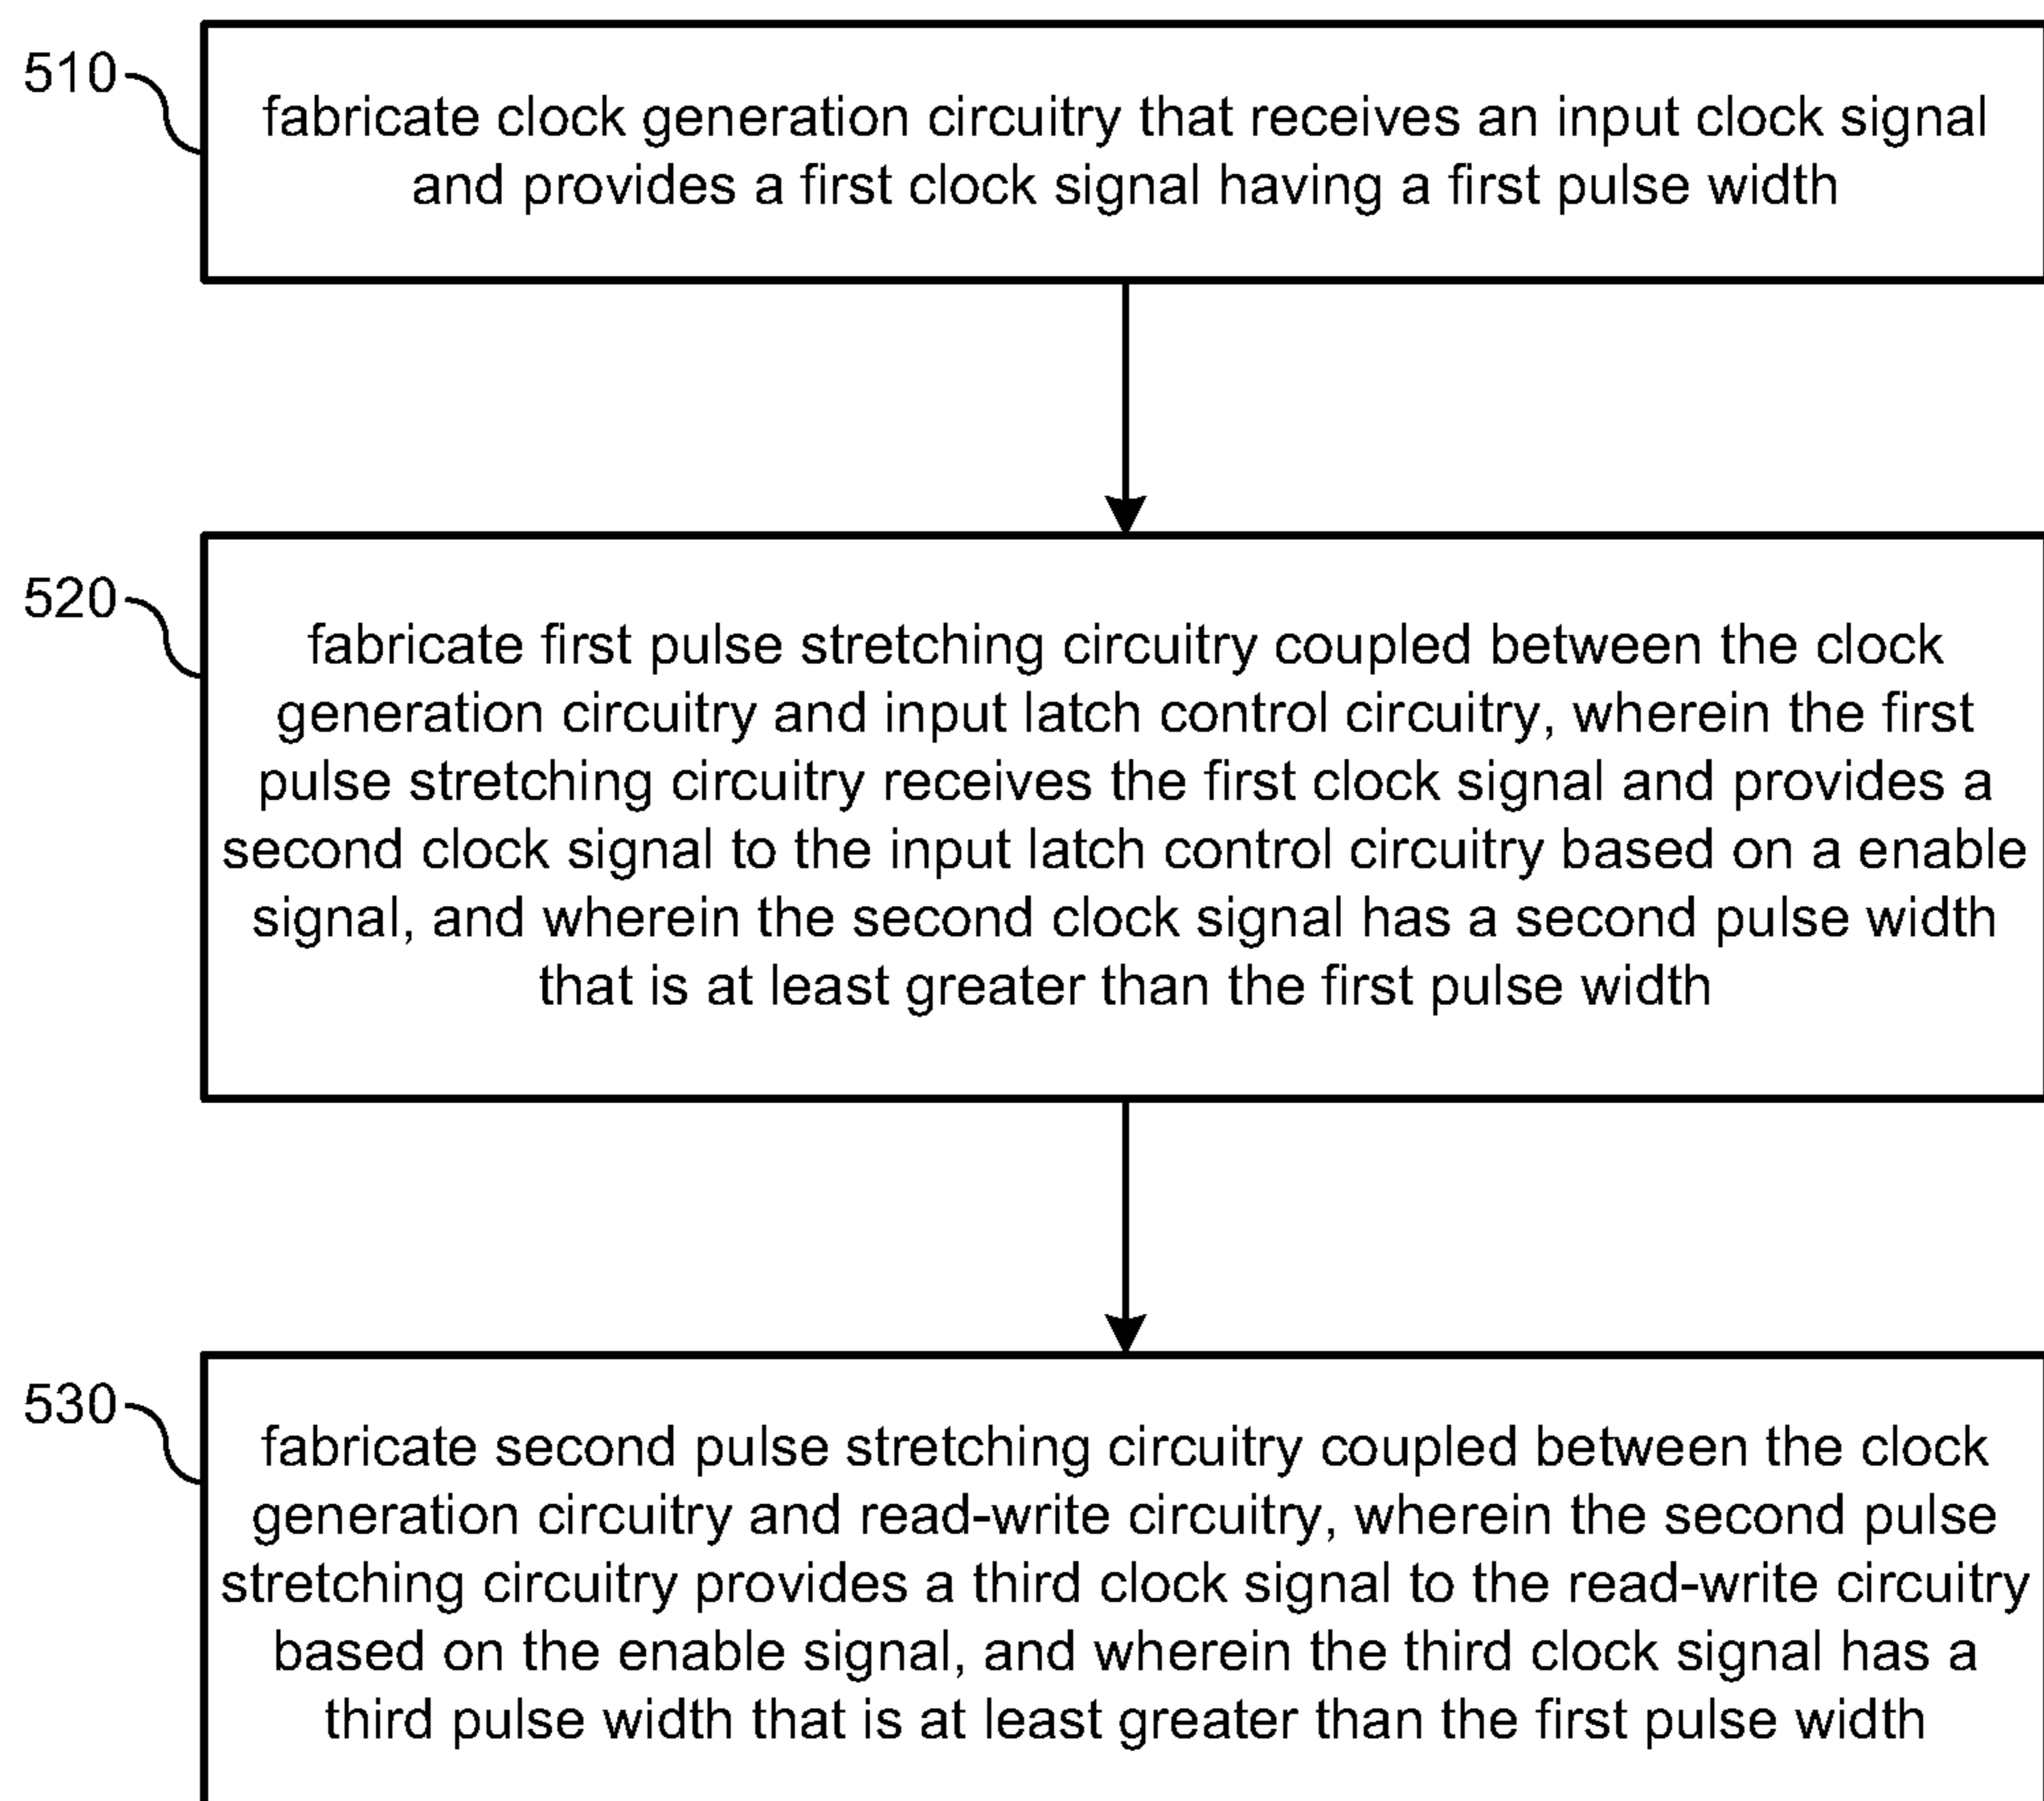 510
fabricate clock generation circuitry that receives an input clock signal
and provides a first clock signal having a first pulse width
520
fabricate first pulse stretching circuitry coupled between the clock
generation circuitry and input latch control circuitry, wherein the first
pulse stretching circuitry receives the first clock signal and provides a
second clock signal to the input latch control circuitry based on a enable
signal, and wherein the second clock signal has a second pulse width
that is at least greater than the first pulse width
530
fabricate second pulse stretching circuitry coupled between the clock
generation circuitry and read-write circuitry, wherein the second pulse
stretching circuitry provides a third clock signal to the read-write circuitry
based on the enable signal, and wherein the third clock signal has a
third pulse width that is at least greater than the first pulse width